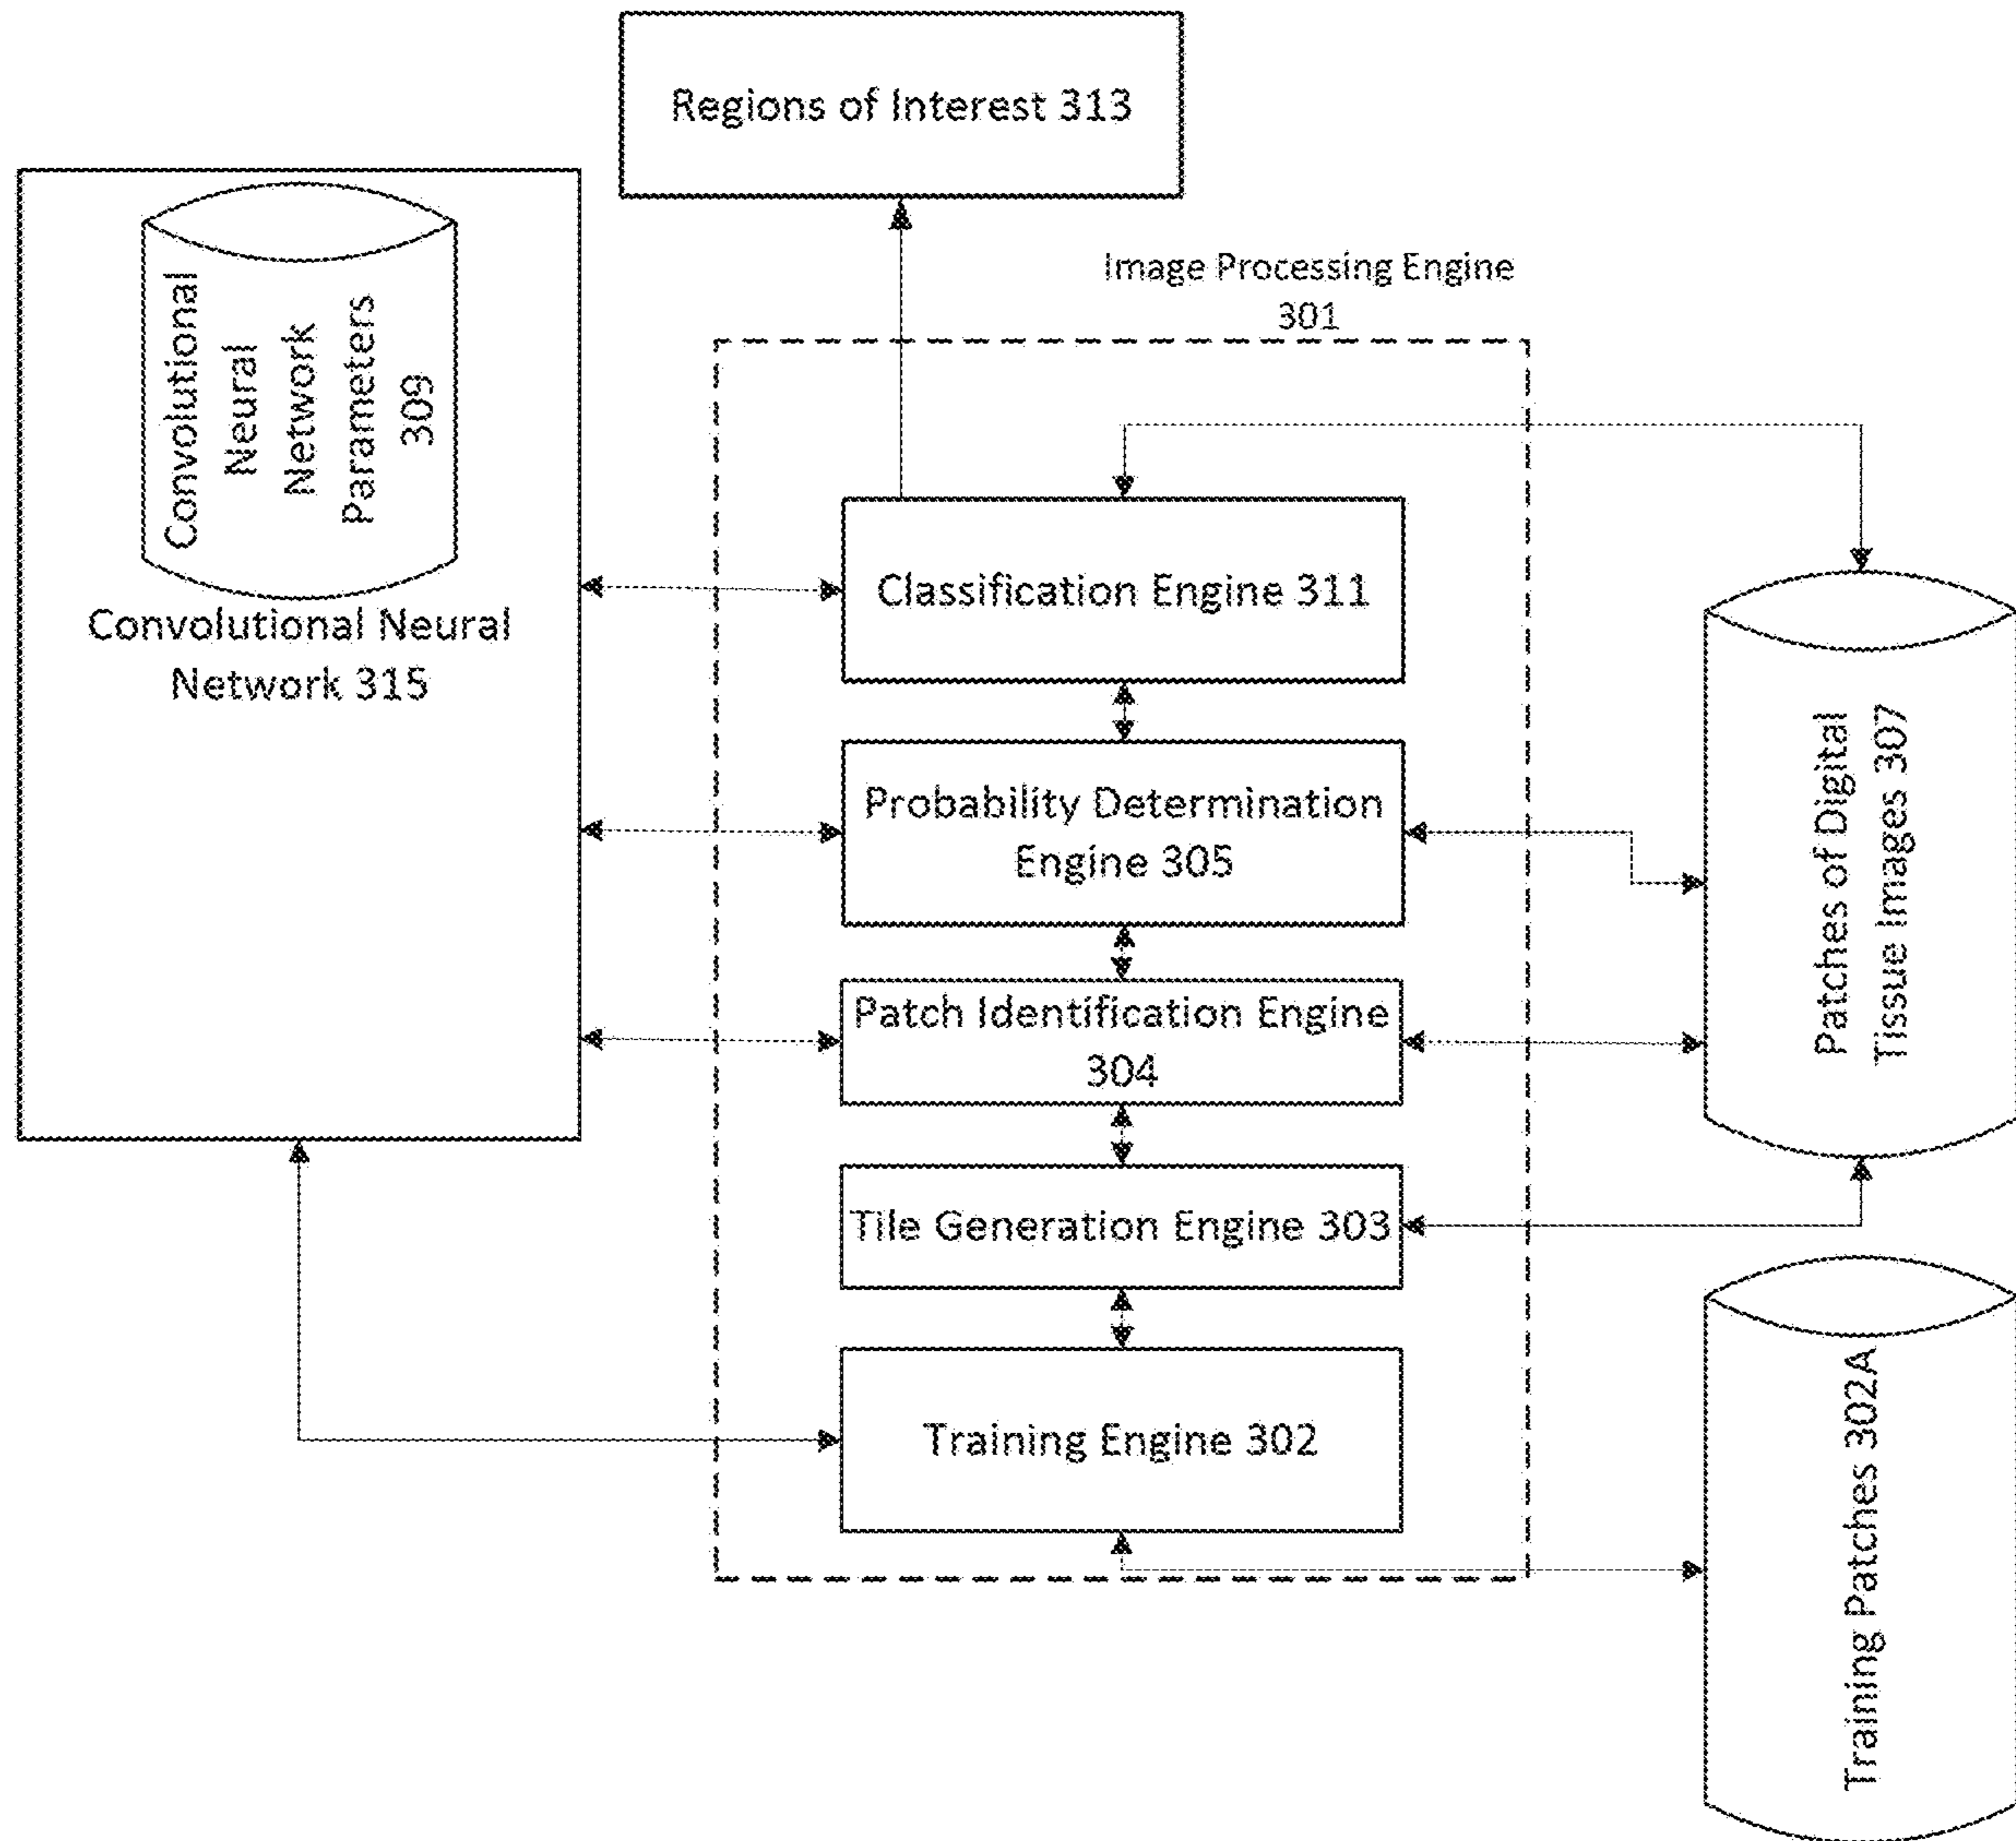 Regions of Interest 313
Image Processing Engine
301
Convolutional
Neural
Network
Parameters
309
Convolutional Neural
Network 315
Classification Engine 311
Probability Determination
Engine 305
Patch Identification Engine
304
Tile Generation Engine 303
Training Engine 302
Patches of Digital
Tissue Images 307
Training Patches 302A